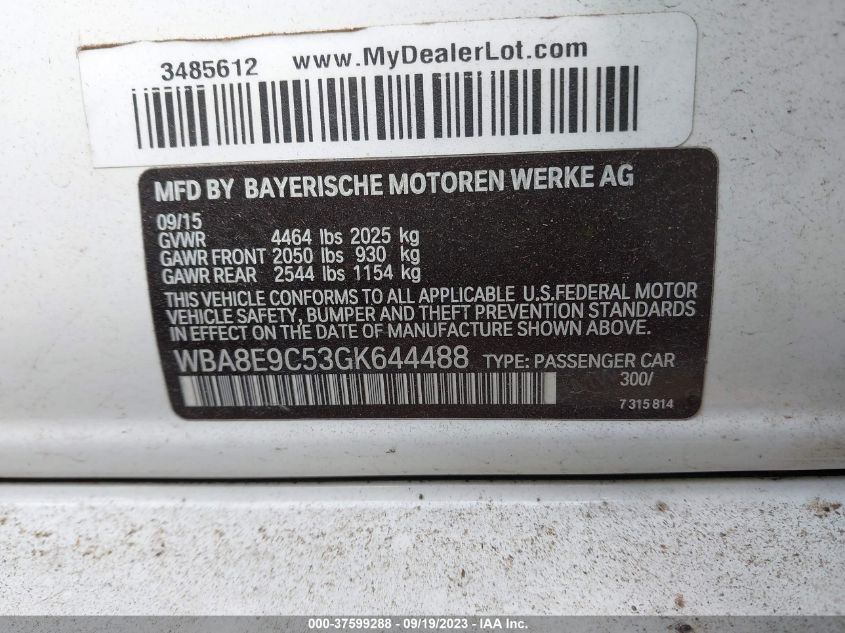 3485612 www.MyDealerLot.com
MFD BY BAYERISCHE MOTOREN WERKE AG
09/15
GVWR 4464 lbs 2025 kg
GAWR FRONT 2050 lbs 930 kg
GAWR REAR 2544 lbs 1154 kg
THIS VEHICLE CONFORMS TO ALL APPLICABLE U.S.FEDERAL MOTOR
VEHICLE SAFETY, BUMPER AND THEFT PREVENTION STANDARDS
IN EFFECT ON THE DATE OF MANUFACTURE SHOWN ABOVE.
WBA8E9C53GK644488 TYPE: PASSENGER CAR
300/
7 315 814
000-37599288 - 09/19/2023 - www.iaai.com